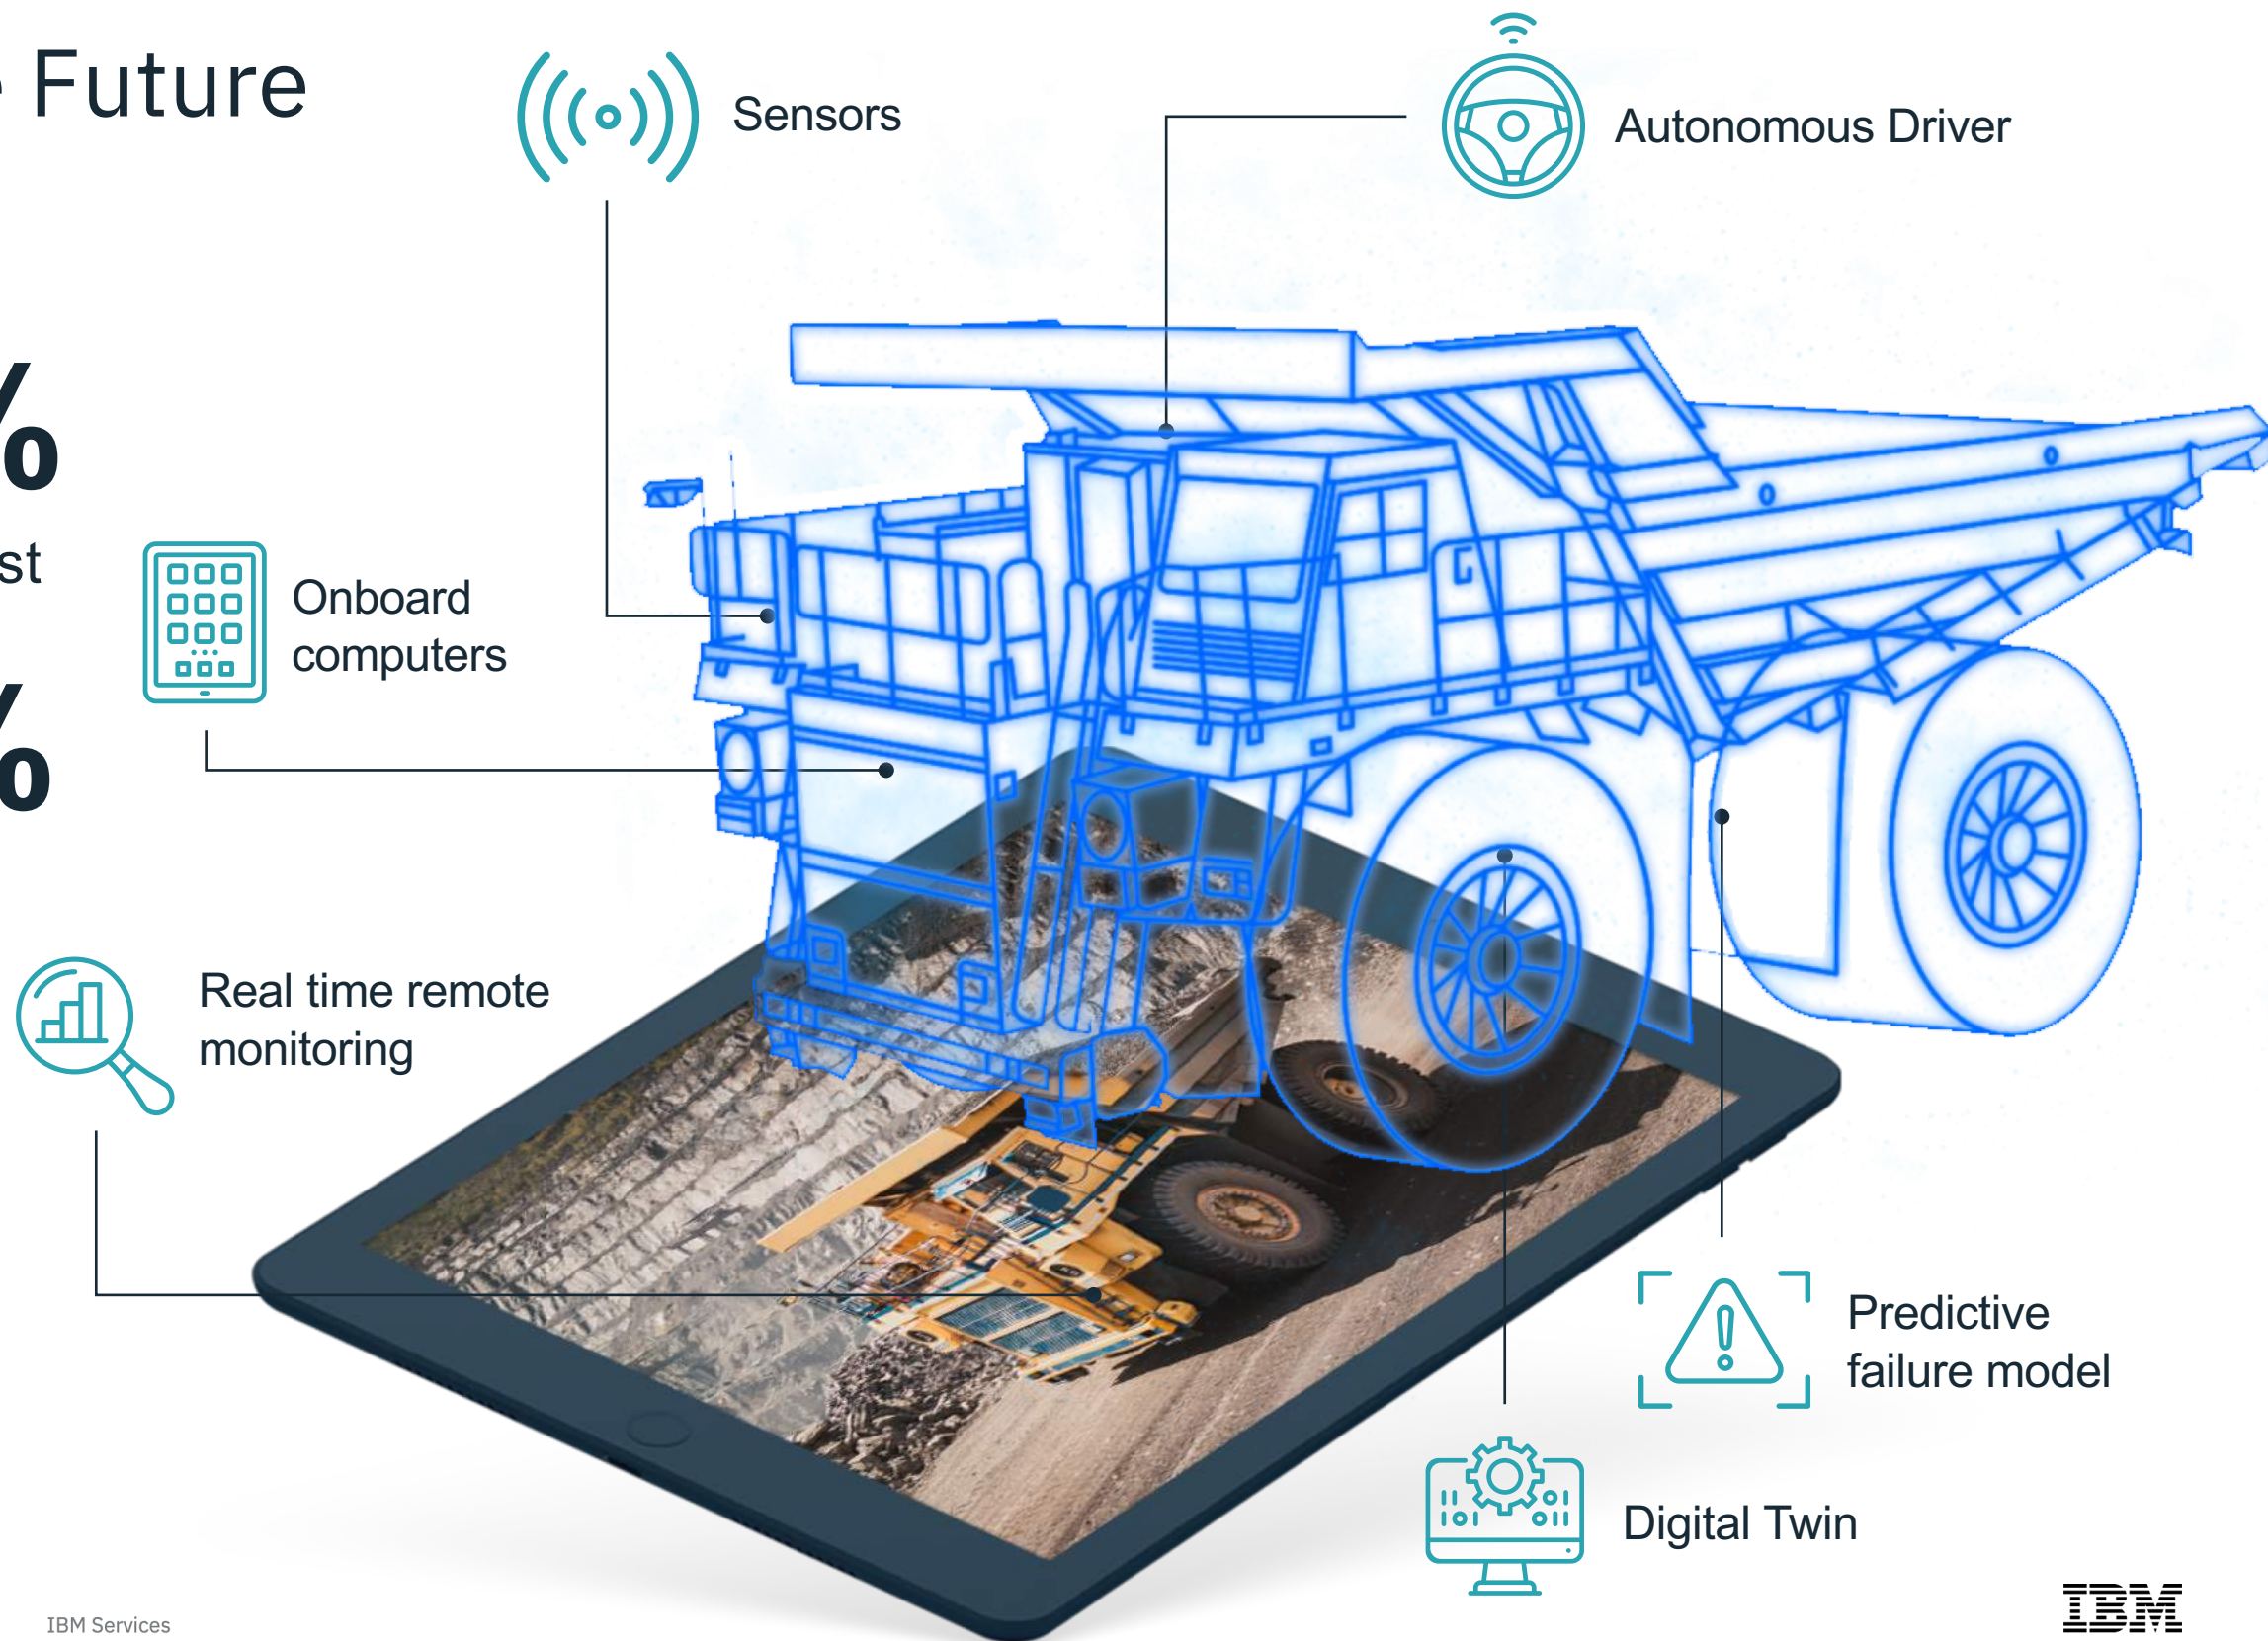 Future
Sensors
Autonomous Driver
%
st
Onboard
computers
%
Real time remote
monitoring
Predictive
failure model
Digital Twin
IBM Services
IBM